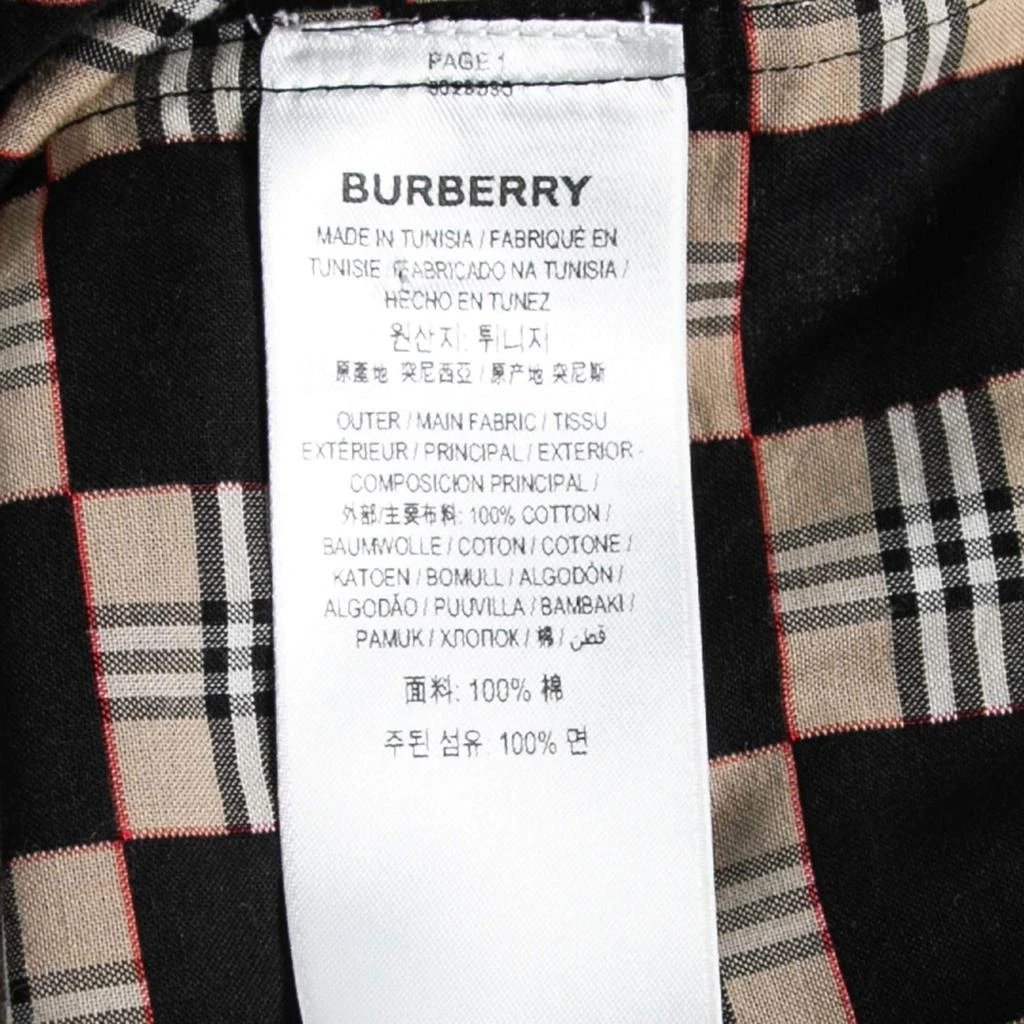 PAGE 1
BURBERRY
MADE IN TUNISIA / FABRIQUÉ EN
TUNISIE / FABRICADO NA TUNISIA /
HECHO EN TUNEZ
원산지: 튀니지
原產地 突尼西亞 / 原产地 突尼斯
OUTER / MAIN FABRIC / TISSU
EXTÉRIEUR / PRINCIPAL / EXTERIOR -
COMPOSICION PRINCIPAL /
外部/主要布料: 100% COTTON /
BAUMWOLLE / COTON / COTONE /
KATOEN / BOMULL / ALGODÓN /
ALGODÃO / PUUVILLA / BAMBAKI /
PAMUK / ХЛОПОК / 棉 / قطن
面料: 100% 棉
주된 섬유: 100% 면